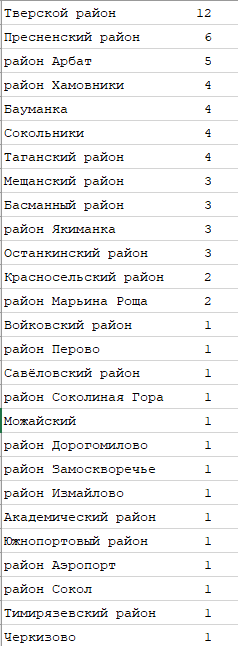 Тверской район 12
Пресненский район 6
район Арбат 5
район Хамовники 4
Бауманка 4
Сокольники 4
Таганский район 4
Мещанский район 3
Басманный район 3
район Якиманка 3
Останкинский район 3
Красносельский район 2
район Марьина Роща 2
Войковский район 1
район Перово 1
Савёловский район 1
район Соколиная Гора 1
Можайский 1
район Дорогомилово 1
район Замоскворечье 1
район Измайлово 1
Академический район 1
Южнопортовый район 1
район Аэропорт 1
район Сокол 1
Тимирязевский район 1
Черкизово 1